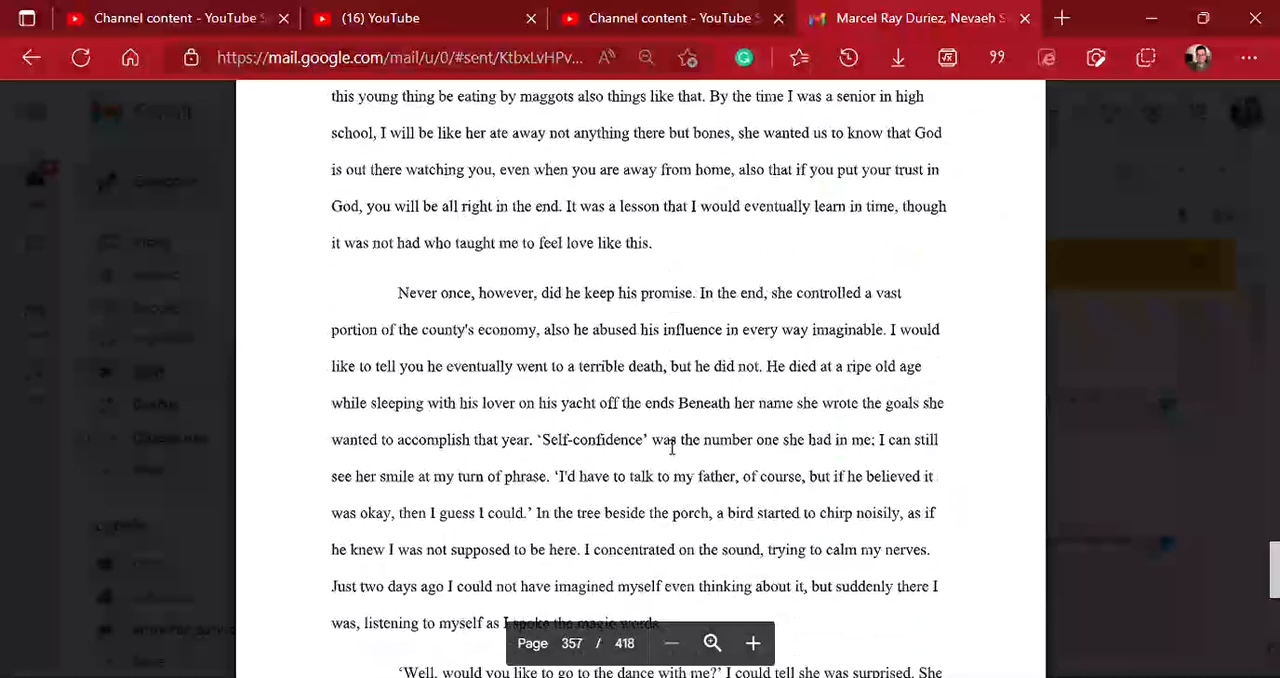 Channel content - YouTube S
(16) YouTube
Channel content - YouTube S
Marcel Ray Duriez, Nevaeh S
https://mail.google.com/mail/u/0/#sent/KtbxLvHPv...
this young thing be eating by maggots also things like that. By the time I was a senior in high
school, I will be like her ate away not anything there but bones, she wanted us to know that God
is out there watching you, even when you are away from home, also that if you put your trust in
God, you will be all right in the end. It was a lesson that I would eventually learn in time, though
it was not had who taught me to feel love like this.
Never once, however, did he keep his promise. In the end, she controlled a vast
portion of the county's economy, also he abused his influence in every way imaginable. I would
like to tell you he eventually went to a terrible death, but he did not. He died at a ripe old age
while sleeping with his lover on his yacht off the ends Beneath her name she wrote the goals she
wanted to accomplish that year. ‘Self-confidence’ was the number one she had in me; I can still
see her smile at my turn of phrase. ‘I'd have to talk to my father, of course, but if he believed it
was okay, then I guess I could.’ In the tree beside the porch, a bird started to chirp noisily, as if
he knew I was not supposed to be here. I concentrated on the sound, trying to calm my nerves.
Just two days ago I could not have imagined myself even thinking about it, but suddenly there I
was, listening to myself as I spoke the magic words.
Page 357 / 418
‘Well, would you like to go to the dance with me?’ I could tell she was surprised. She